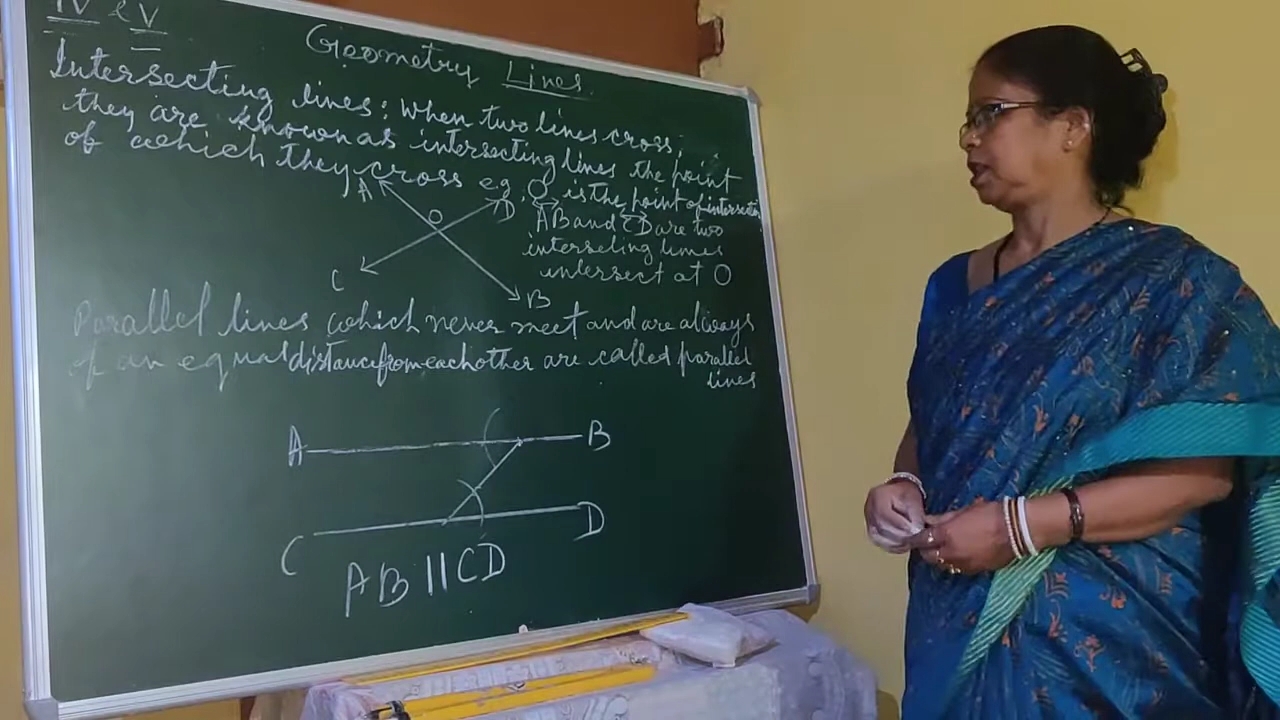 IV & V
Geometry Lines
Intersecting lines: When two lines cross;
they are known as intersecting lines the point
of which they cross e.g, O is the point of intersection
A
D
O
C
B
AB and CD are two
interseling lines
intersect at O
Parallel lines which never meet and are always
of an equal distance from each other are called parallel
lines
A
B
C
D
AB || CD